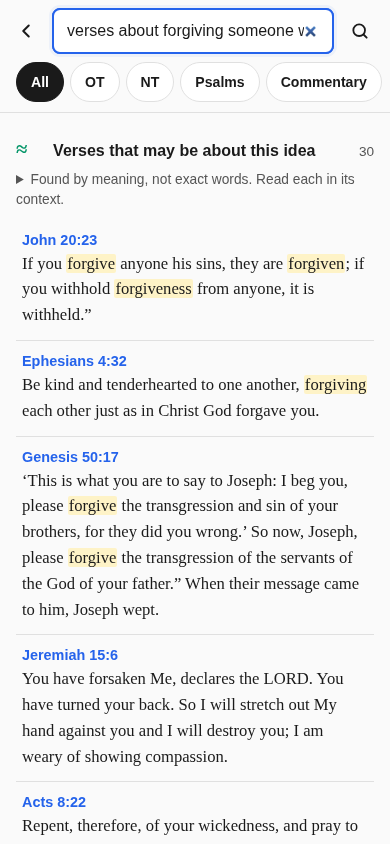 verses about forgiving someone
All
OT
NT
Psalms
Commentary
≈ Verses that may be about this idea 30
▶ Found by meaning, not exact words. Read each in its
context.
John 20:23
If you forgive anyone his sins, they are forgiven; if
you withhold forgiveness from anyone, it is
withheld.”
Ephesians 4:32
Be kind and tenderhearted to one another, forgiving
each other just as in Christ God forgave you.
Genesis 50:17
‘This is what you are to say to Joseph: I beg you,
please forgive the transgression and sin of your
brothers, for they did you wrong.’ So now, Joseph,
please forgive the transgression of the servants of
the God of your father.” When their message came
to him, Joseph wept.
Jeremiah 15:6
You have forsaken Me, declares the LORD. You
have turned your back. So I will stretch out My
hand against you and I will destroy you; I am
weary of showing compassion.
Acts 8:22
Repent, therefore, of your wickedness, and pray to